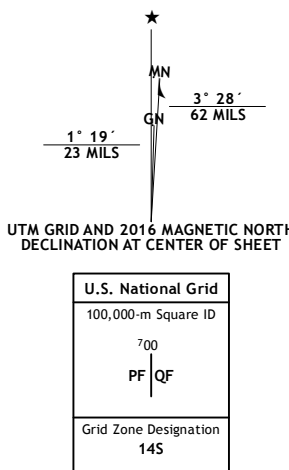 ★
MN
3° 28´
62 MILS
GN
1° 19´
23 MILS
UTM GRID AND 2016 MAGNETIC NORTH
DECLINATION AT CENTER OF SHEET
U.S. National Grid
100,000-m Square ID
⁷00
PF QF
Grid Zone Designation
14S